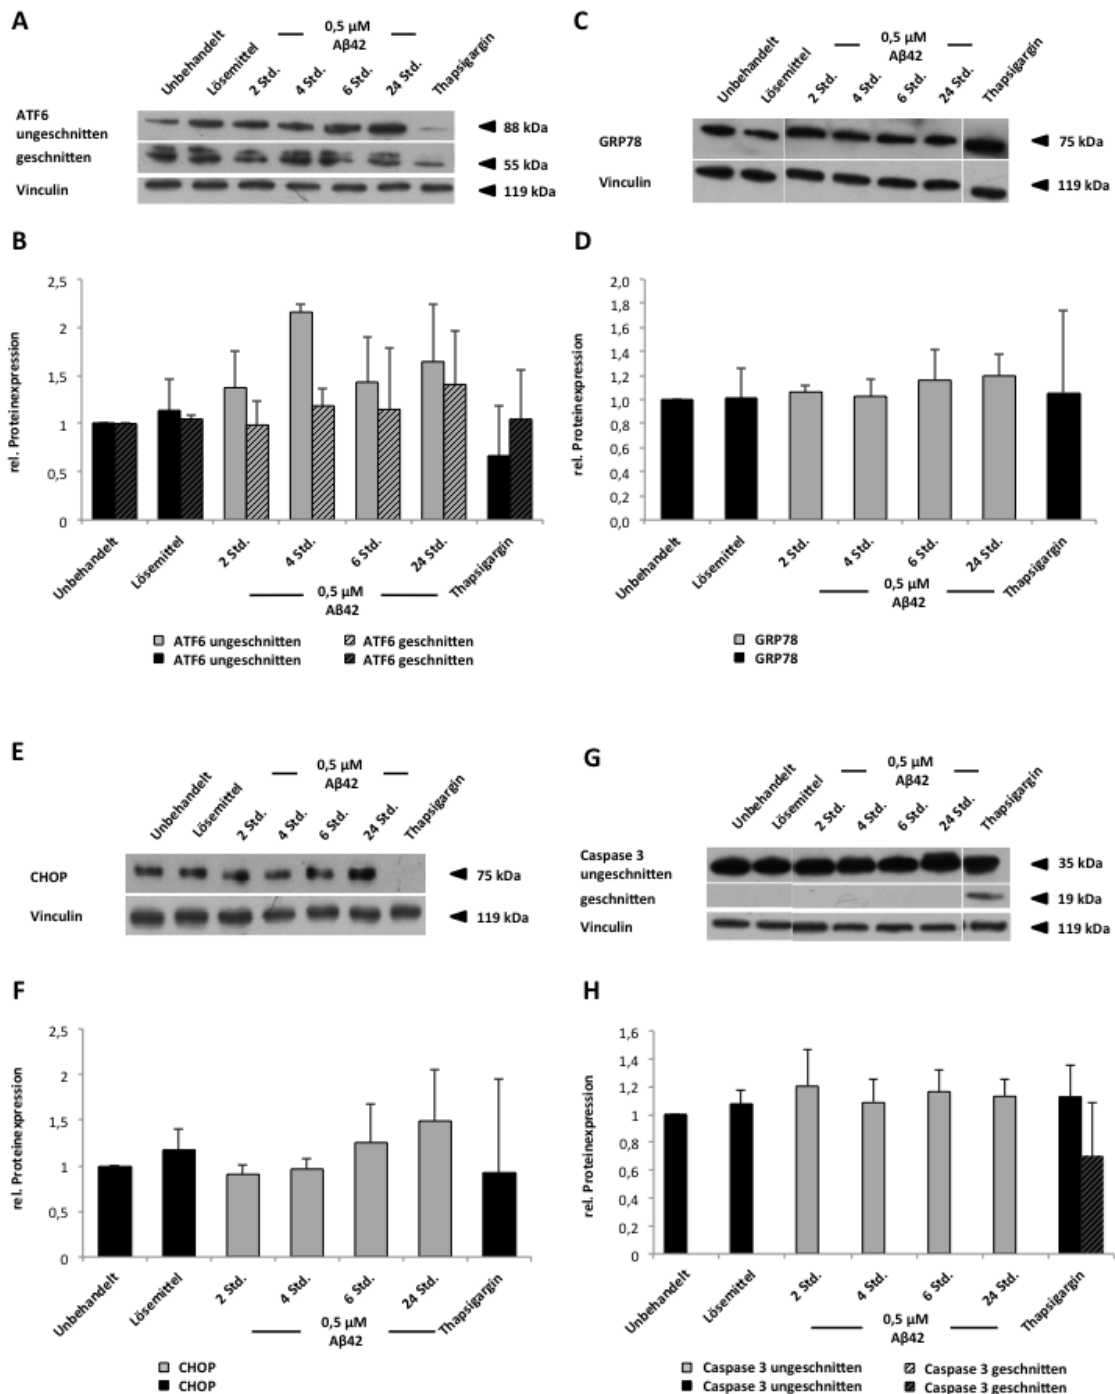 A
0,5 µM
Aβ42
Unbehandelt
Lösemittel
2 Std.
4 Std.
6 Std.
24 Std.
Thapsigargin
ATF6
ungeschnitten
88 kDa
geschnitten
55 kDa
Vinculin
119 kDa
C
0,5 µM
Aβ42
Unbehandelt
Lösemittel
2 Std.
4 Std.
6 Std.
24 Std.
Thapsigargin
GRP78
75 kDa
Vinculin
119 kDa
B
rel. Proteinexpression
2,5
2
1,5
1
0,5
0
Unbehandelt
Lösemittel
2 Std.
4 Std.
6 Std.
24 Std.
Thapsigargin
0,5 µM
Aβ42
ATF6 ungeschnitten
ATF6 geschnitten
ATF6 ungeschnitten
ATF6 geschnitten
D
rel. Proteinexpression
2,0
1,8
1,6
1,4
1,2
1,0
0,8
0,6
0,4
0,2
0,0
Unbehandelt
Lösemittel
2 Std.
4 Std.
6 Std.
24 Std.
Thapsigargin
0,5 µM
Aβ42
GRP78
GRP78
E
0,5 µM
Aβ42
Unbehandelt
Lösemittel
2 Std.
4 Std.
6 Std.
24 Std.
Thapsigargin
CHOP
75 kDa
Vinculin
119 kDa
G
0,5 µM
Aβ42
Unbehandelt
Lösemittel
2 Std.
4 Std.
6 Std.
24 Std.
Thapsigargin
Caspase 3
ungeschnitten
35 kDa
geschnitten
19 kDa
Vinculin
119 kDa
F
rel. Proteinexpression
2,5
2
1,5
1
0,5
0
Unbehandelt
Lösemittel
2 Std.
4 Std.
6 Std.
24 Std.
Thapsigargin
0,5 µM
Aβ42
CHOP
CHOP
H
rel. Proteinexpression
1,6
1,4
1,2
1
0,8
0,6
0,4
0,2
0
Unbehandelt
Lösemittel
2 Std.
4 Std.
6 Std.
24 Std.
Thapsigargin
0,5 µM
Aβ42
Caspase 3 ungeschnitten
Caspase 3 geschnitten
Caspase 3 ungeschnitten
Caspase 3 geschnitten